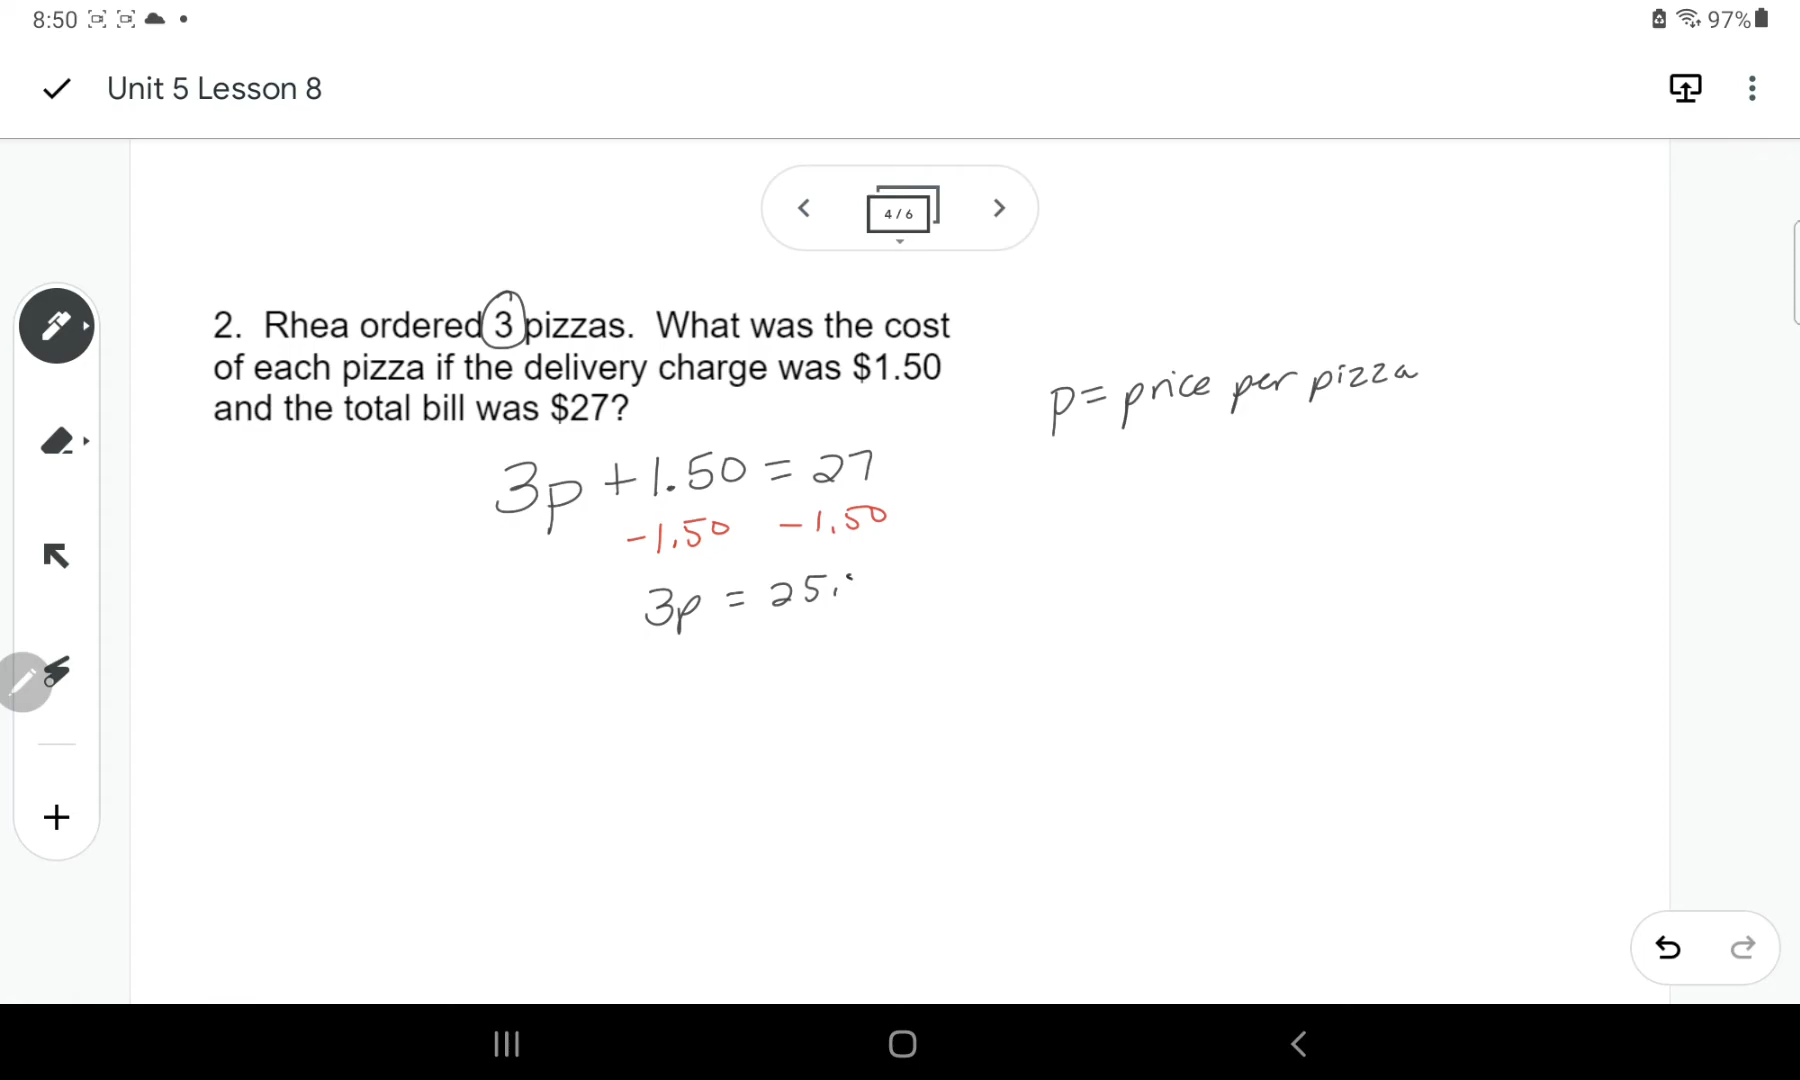 8:50
97%
Unit 5 Lesson 8
4 / 6
2. Rhea ordered 3 pizzas. What was the cost
of each pizza if the delivery charge was $1.50
and the total bill was $27?
p = price per pizza
3p + 1.50 = 27
-1.50 -1.50
3p = 25.